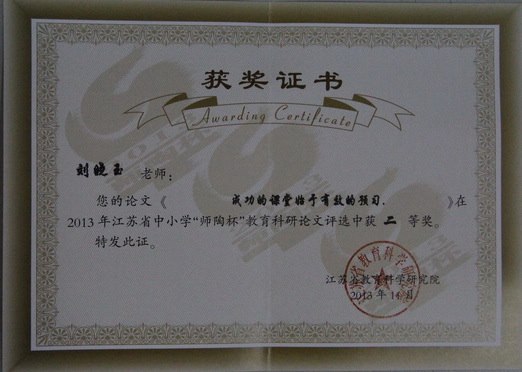 获奖证书
Awarding Certificate
刘晓玉 老师：
您的论文《 成功的课堂始于有效的预习. 》在
2013年江苏省中小学“师陶杯”教育科研论文评选中获 二 等奖。
特发此证。
江苏省教育科学研究院
2013年11月